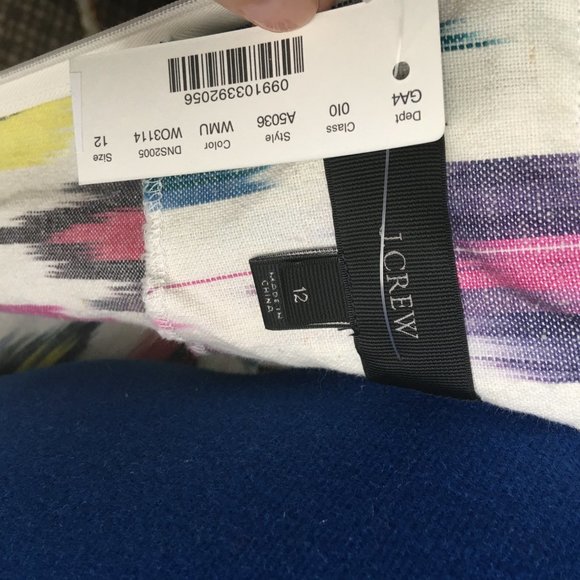 Dept GA4
Class 010
Style A5036
Color WMU
DNS2005 WO3114
Size 12
099103392056
J.CREW
12
MADE IN
CHINA